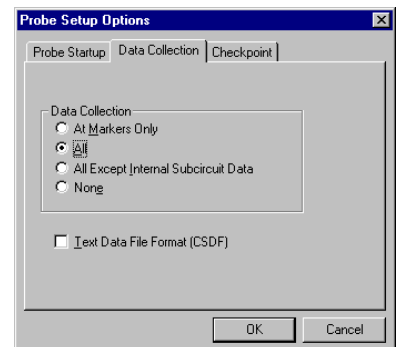 Probe Setup Options
Probe Startup Data Collection Checkpoint
Data Collection
At Markers Only
All
All Except Internal Subcircuit Data
None
Text Data File Format (CSDF)
OK Cancel